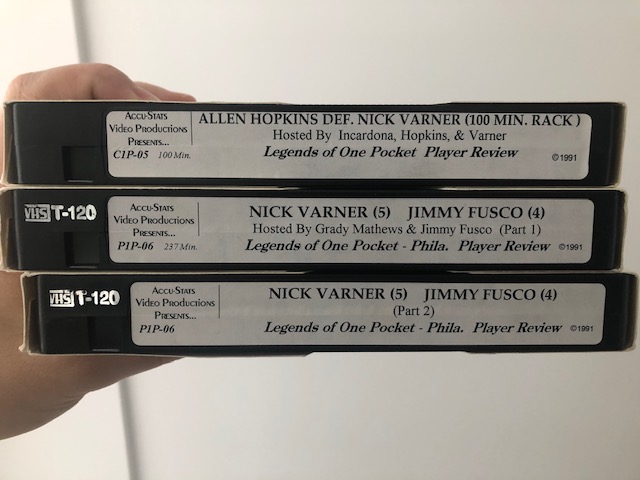 Accu-Stats
Video Productions
Presents...
C1P-05 100 Min.
ALLEN HOPKINS DEF. NICK VARNER (100 MIN. RACK )
Hosted By Incardona, Hopkins, & Varner
Legends of One Pocket Player Review ©1991
VHS T-120
Accu-Stats
Video Productions
Presents...
P1P-06 237 Min.
NICK VARNER (5) JIMMY FUSCO (4)
Hosted By Grady Mathews & Jimmy Fusco (Part 1)
Legends of One Pocket - Phila. Player Review ©1991
VHS T-120
Accu-Stats
Video Productions
Presents...
P1P-06
NICK VARNER (5) JIMMY FUSCO (4)
(Part 2)
Legends of One Pocket - Phila. Player Review ©1991